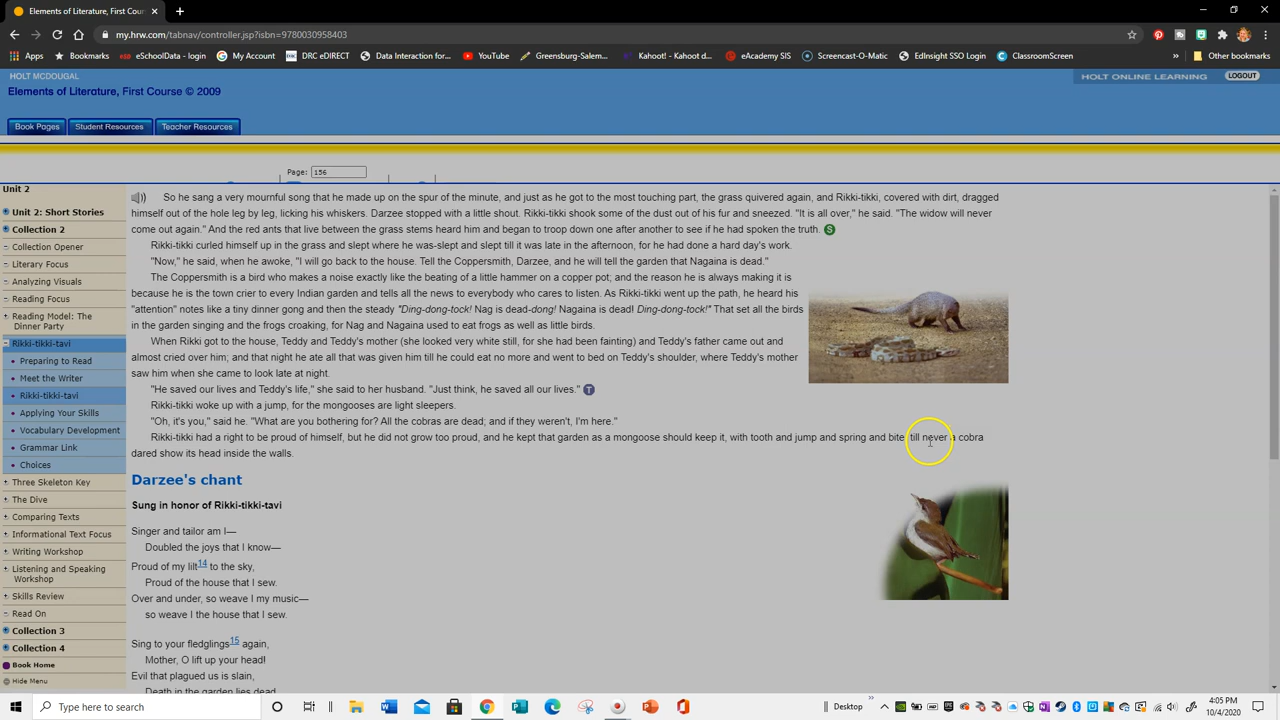 Elements of Literature, First Cour
my.hrw.com/tabnav/controller.jsp?isbn=9780030958403
Apps Bookmarks eSchoolData - login My Account DRC eDIRECT Data Interaction for... YouTube Greensburg-Salem... Kahoot! - Kahoot d... eAcademy SIS Screencast-O-Matic EdInsight SSO Login ClassroomScreen Other bookmarks
HOLT MCDOUGAL HOLT ONLINE LEARNING LOGOUT
Elements of Literature, First Course © 2009
Book Pages Student Resources Teacher Resources
Page: 156
Unit 2
Unit 2: Short Stories
Collection 2
Collection Opener
Literary Focus
Analyzing Visuals
Reading Focus
Reading Model: The
Dinner Party
Rikki-tikki-tavi
Preparing to Read
Meet the Writer
Rikki-tikki-tavi
Applying Your Skills
Vocabulary Development
Grammar Link
Choices
Three Skeleton Key
The Dive
Comparing Texts
Informational Text Focus
Writing Workshop
Listening and Speaking
Workshop
Skills Review
Read On
Collection 3
Collection 4
Book Home
Hide Menu
So he sang a very mournful song that he made up on the spur of the minute, and just as he got to the most touching part, the grass quivered again, and Rikki-tikki, covered with dirt, dragged
himself out of the hole leg by leg, licking his whiskers. Darzee stopped with a little shout. Rikki-tikki shook some of the dust out of his fur and sneezed. "It is all over," he said. "The widow will never
come out again." And the red ants that live between the grass stems heard him and began to troop down one after another to see if he had spoken the truth. S
Rikki-tikki curled himself up in the grass and slept where he was-slept and slept till it was late in the afternoon, for he had done a hard day's work.
"Now," he said, when he awoke, "I will go back to the house. Tell the Coppersmith, Darzee, and he will tell the garden that Nagaina is dead."
The Coppersmith is a bird who makes a noise exactly like the beating of a little hammer on a copper pot; and the reason he is always making it is
because he is the town crier to every Indian garden and tells all the news to everybody who cares to listen. As Rikki-tikki went up the path, he heard his
"attention" notes like a tiny dinner gong and then the steady "Ding-dong-tock! Nag is dead-dong! Nagaina is dead! Ding-dong-tock!" That set all the birds
in the garden singing and the frogs croaking, for Nag and Nagaina used to eat frogs as well as little birds.
When Rikki got to the house, Teddy and Teddy's mother (she looked very white still, for she had been fainting) and Teddy's father came out and
almost cried over him; and that night he ate all that was given him till he could eat no more and went to bed on Teddy's shoulder, where Teddy's mother
saw him when she came to look late at night.
"He saved our lives and Teddy's life," she said to her husband. "Just think, he saved all our lives." T
Rikki-tikki woke up with a jump, for the mongooses are light sleepers.
"Oh, it's you," said he. "What are you bothering for? All the cobras are dead; and if they weren't, I'm here."
Rikki-tikki had a right to be proud of himself, but he did not grow too proud, and he kept that garden as a mongoose should keep it, with tooth and jump and spring and bite, till never a cobra
dared show its head inside the walls.
Darzee's chant
Sung in honor of Rikki-tikki-tavi
Singer and tailor am I—
Doubled the joys that I know—
Proud of my lilt14 to the sky,
Proud of the house that I sew.
Over and under, so weave I my music—
so weave I the house that I sew.
Sing to your fledglings15 again,
Mother, O lift up your head!
Evil that plagued us is slain,
Death in the garden lies dead.
Type here to search
Desktop
4:05 PM
10/4/2020